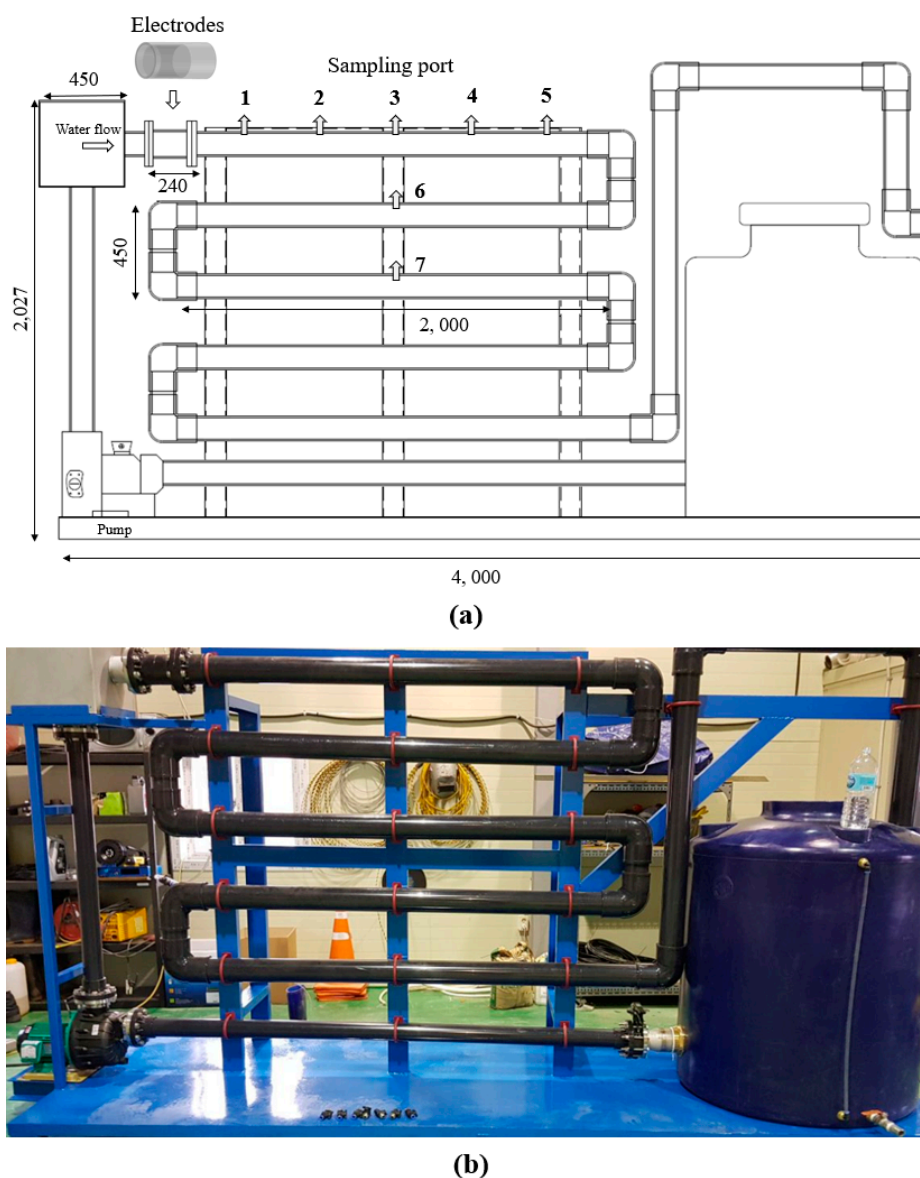 Electrodes
Sampling port
450
1 2 3 4 5
Water flow
240
6
450
7
2,027
2, 000
Pump
4, 000
(a)
(b)